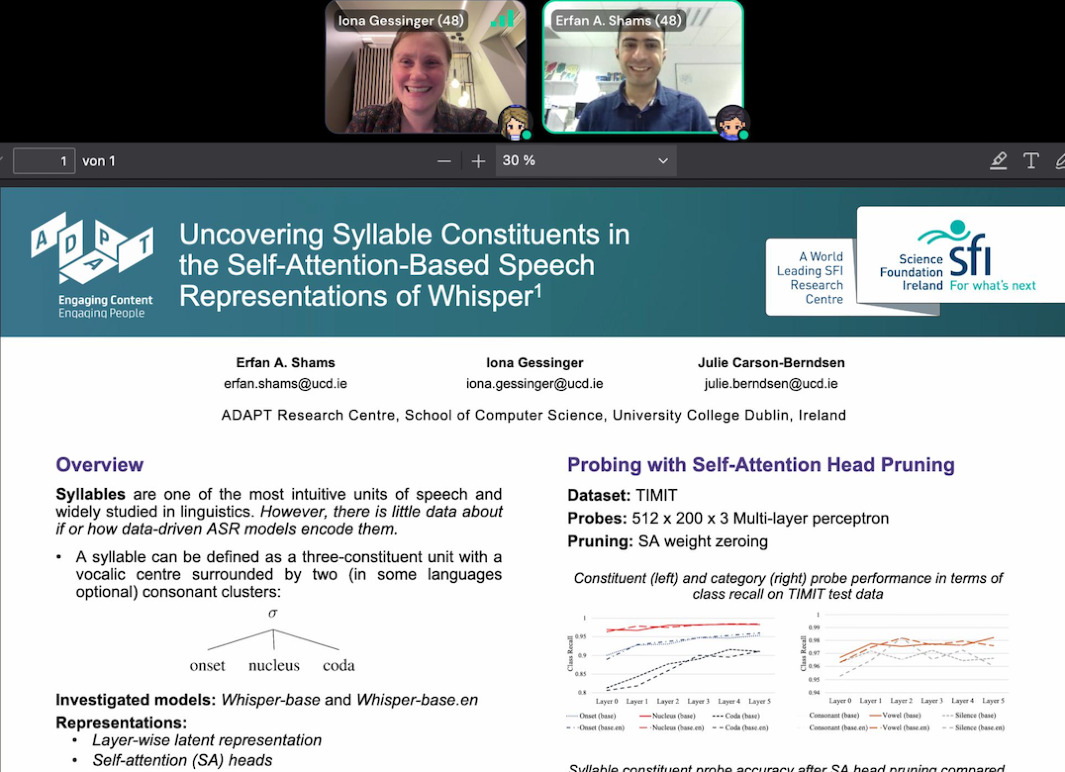 Iona Gessinger (48)
Erfan A. Shams (48)
1 von 1
30 %
ADAPT
Engaging Content
Engaging People
Uncovering Syllable Constituents in
the Self-Attention-Based Speech
Representations of Whisper¹
A World
Leading SFI
Research
Centre
Science
Foundation
Ireland
sfi
For what's next
Erfan A. Shams
erfan.shams@ucd.ie
Iona Gessinger
iona.gessinger@ucd.ie
Julie Carson-Berndsen
julie.berndsen@ucd.ie
ADAPT Research Centre, School of Computer Science, University College Dublin, Ireland
Overview
Syllables are one of the most intuitive units of speech and
widely studied in linguistics. However, there is little data about
if or how data-driven ASR models encode them.
• A syllable can be defined as a three-constituent unit with a
vocalic centre surrounded by two (in some languages
optional) consonant clusters:
σ
onset nucleus coda
Investigated models: Whisper-base and Whisper-base.en
Representations:
• Layer-wise latent representation
• Self-attention (SA) heads
Probing with Self-Attention Head Pruning
Dataset: TIMIT
Probes: 512 x 200 x 3 Multi-layer perceptron
Pruning: SA weight zeroing
Constituent (left) and category (right) probe performance in terms of
class recall on TIMIT test data
Class Recall
1
0.95
0.9
0.85
0.8
Layer 0 Layer 1 Layer 2 Layer 3 Layer 4 Layer 5
Onset (base) Nucleus (base) Coda (base)
Onset (base.en) Nucleus (base.en) Coda (base.en)
Class Recall
1
0.99
0.98
0.97
0.96
0.95
0.94
Layer 0 Layer 1 Layer 2 Layer 3 Layer 4 Layer 5
Consonant (base) Vowel (base) Silence (base)
Consonant (base.en) Vowel (base.en) Silence (base.en)
Syllable constituent probe accuracy after SA head pruning compared